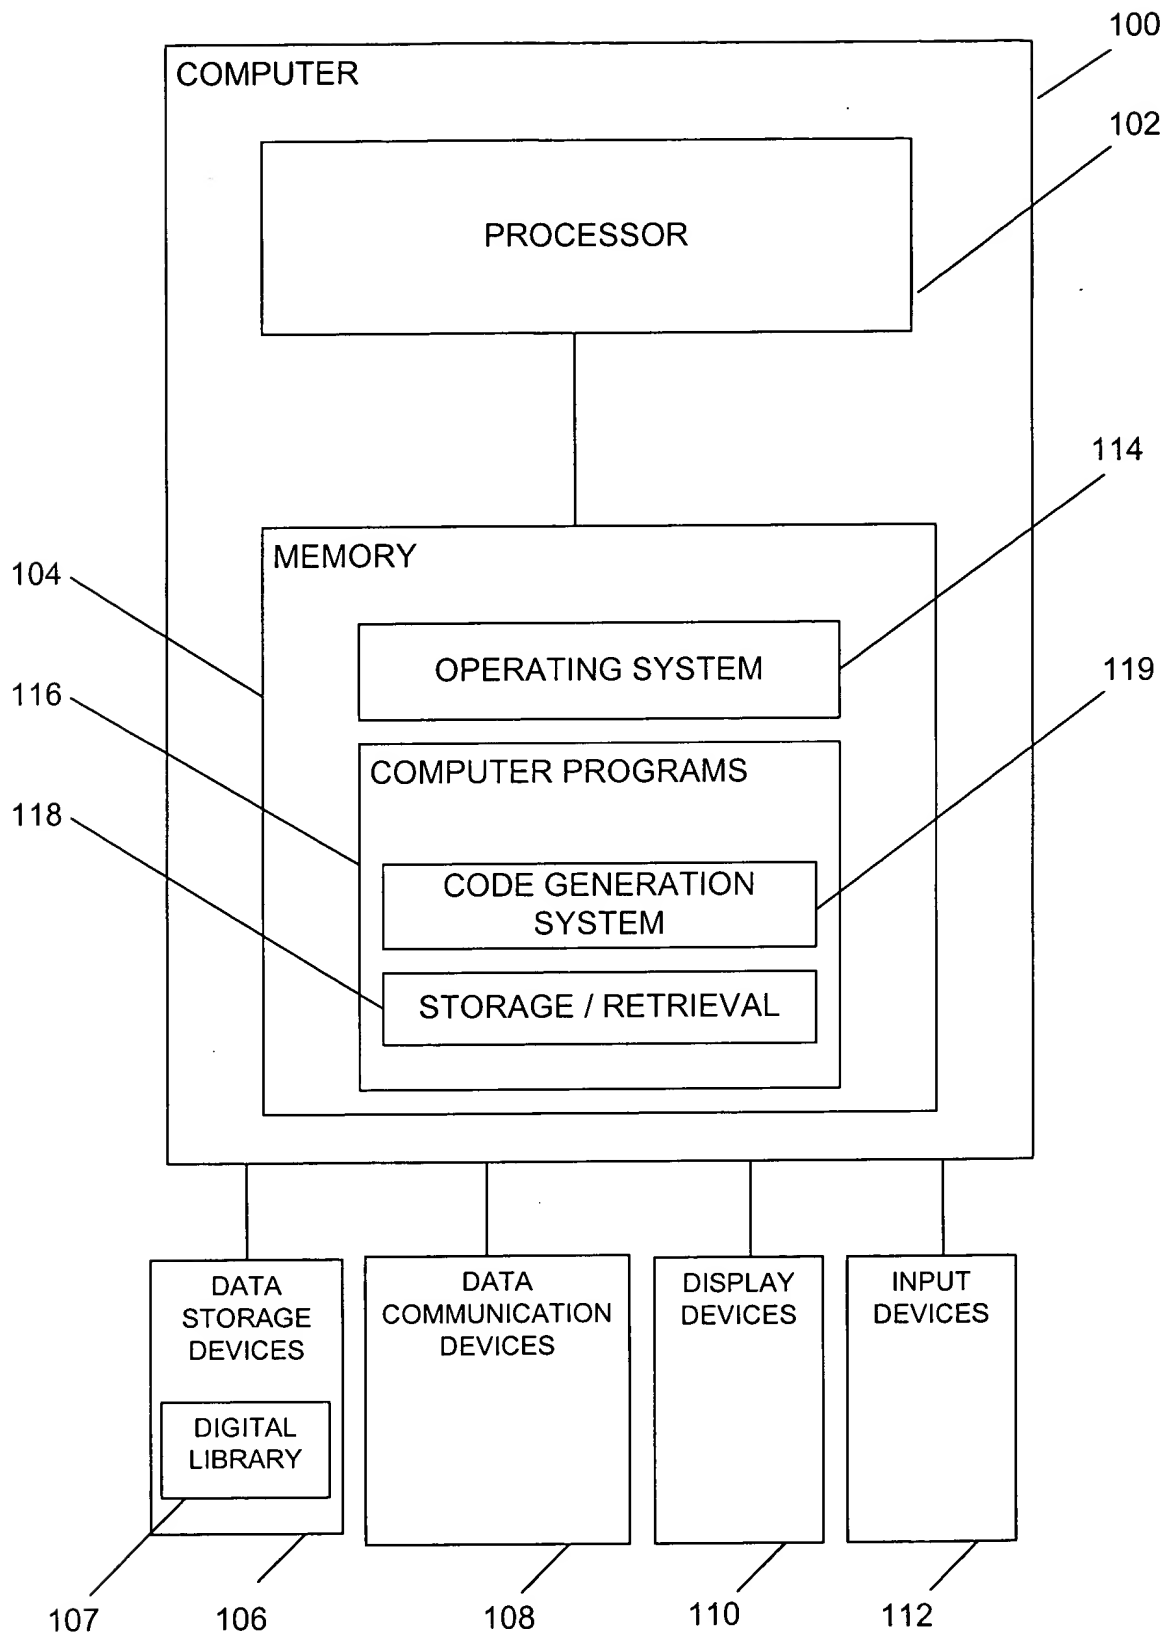 100
COMPUTER
102
PROCESSOR
114
MEMORY
104
OPERATING SYSTEM
119
116
COMPUTER PROGRAMS
118
CODE GENERATION
SYSTEM
STORAGE / RETRIEVAL
DATA
STORAGE
DEVICES
DIGITAL
LIBRARY
DATA
COMMUNICATION
DEVICES
DISPLAY
DEVICES
INPUT
DEVICES
107
106
108
110
112